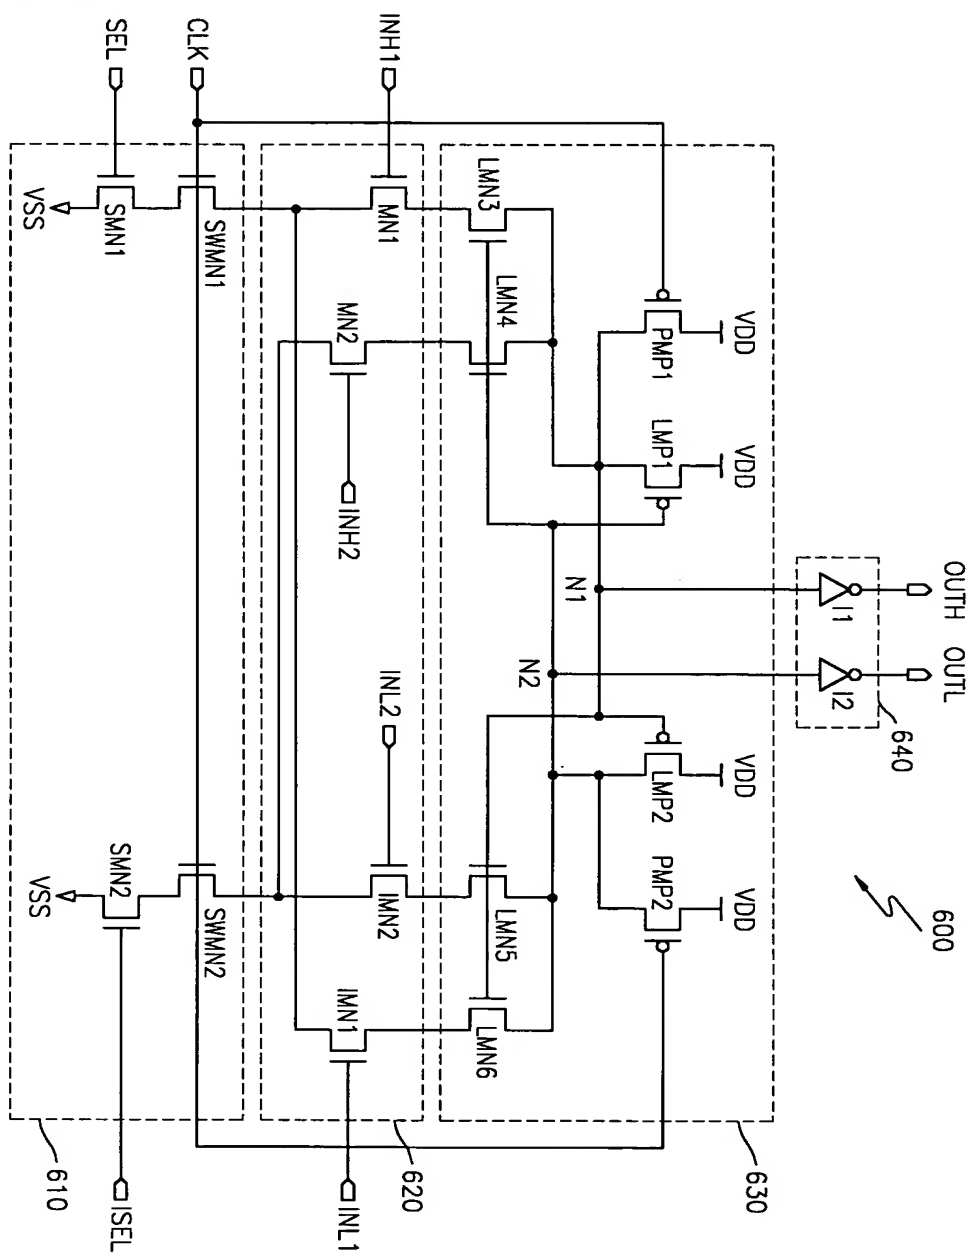 600
OUTH
OUTL
640
I1
I2
630
VDD
VDD
VDD
VDD
PMP1
LMP1
LMP2
PMP2
N1
N2
LMN3
LMN4
LMN5
LMN6
620
INH1
MN1
MN2
INH2
INL2
IMN2
IMN1
INL1
610
CLK
SWMN1
SWMN2
SEL
SMN1
SMN2
ISEL
VSS
VSS